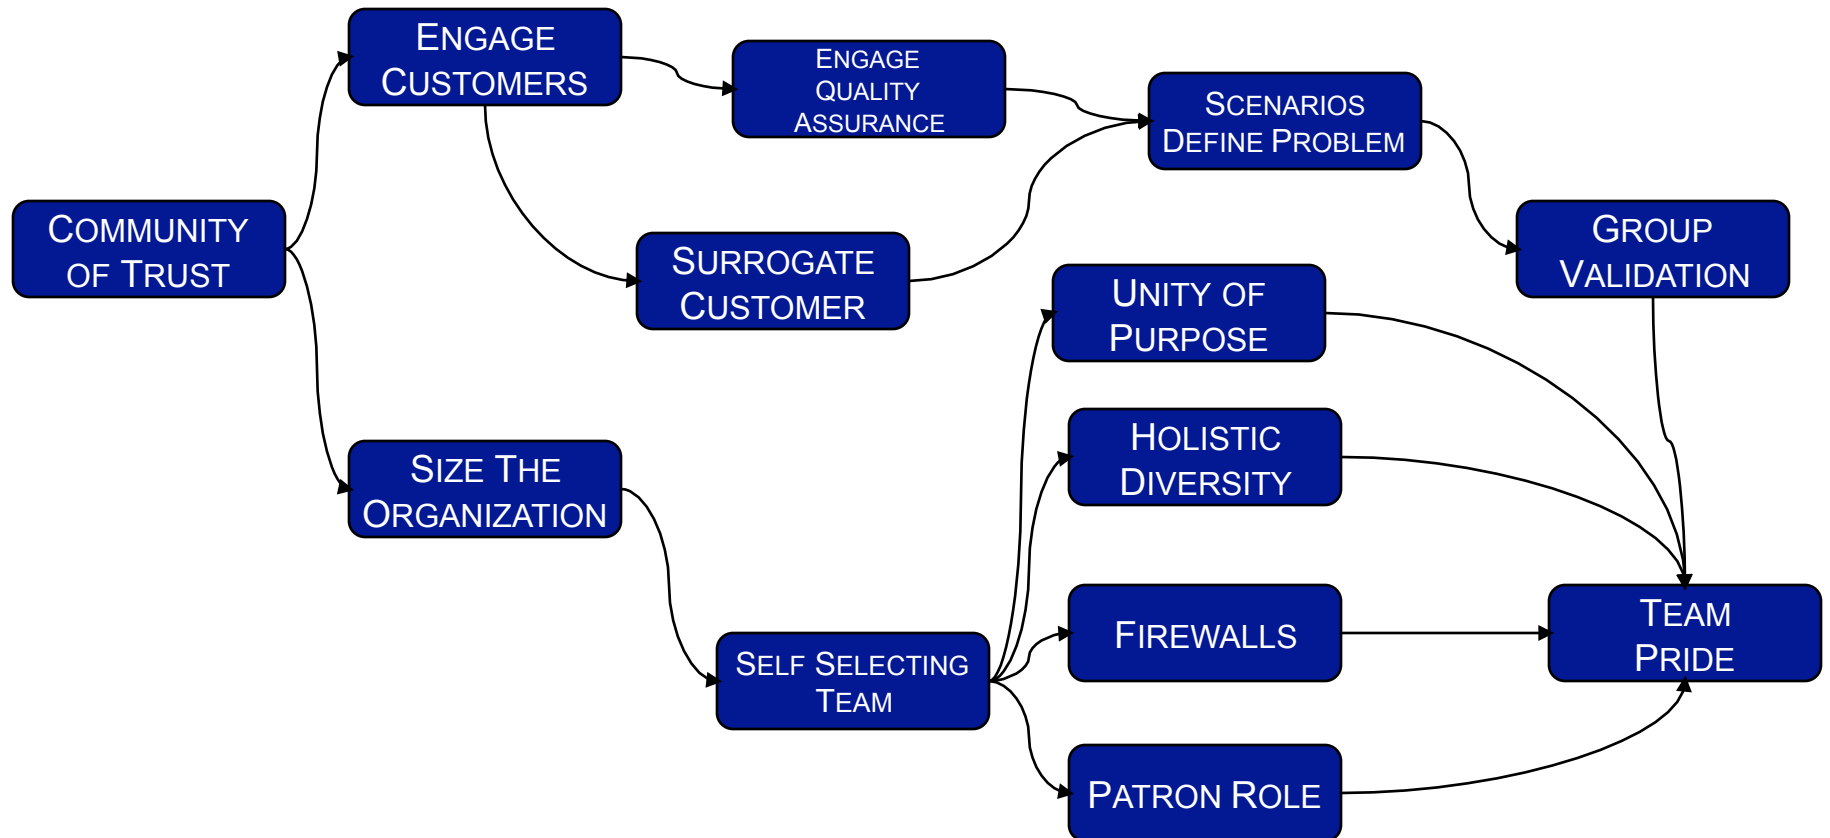 ENGAGE
CUSTOMERS
ENGAGE
QUALITY
ASSURANCE
SCENARIOS
DEFINE PROBLEM
COMMUNITY
OF TRUST
SURROGATE
CUSTOMER
GROUP
VALIDATION
UNITY OF
PURPOSE
HOLISTIC
DIVERSITY
SIZE THE
ORGANIZATION
FIREWALLS
TEAM
PRIDE
SELF SELECTING
TEAM
PATRON ROLE